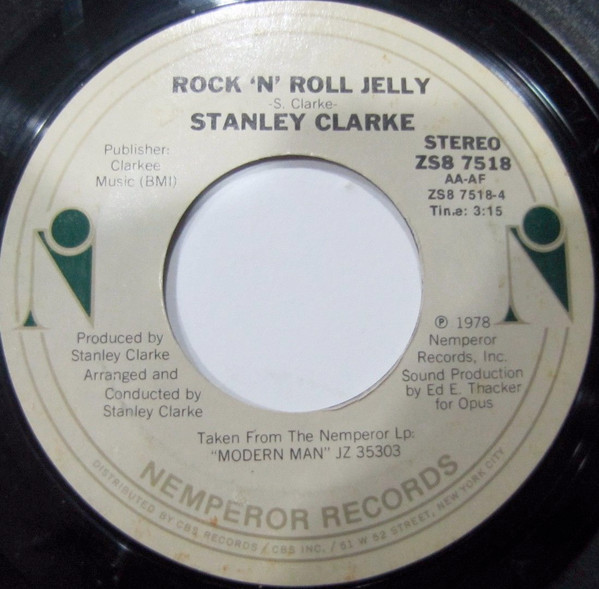 ROCK 'N' ROLL JELLY
-S. Clarke-
STANLEY CLARKE
Publisher:
Clarkee
Music (BMI)
STEREO
ZS8 7518
AA-AF
ZS8 7518-4
Time: 3:15
Produced by
Stanley Clarke
Arranged and
Conducted by
Stanley Clarke
℗ 1978
Nemperor
Records, Inc.
Sound Production
by Ed E. Thacker
for Opus
Taken From The Nemperor Lp:
"MODERN MAN" JZ 35303
NEMPEROR RECORDS
DISTRIBUTED BY CBS RECORDS / CBS INC. / 51 W 52 STREET, NEW YORK CITY